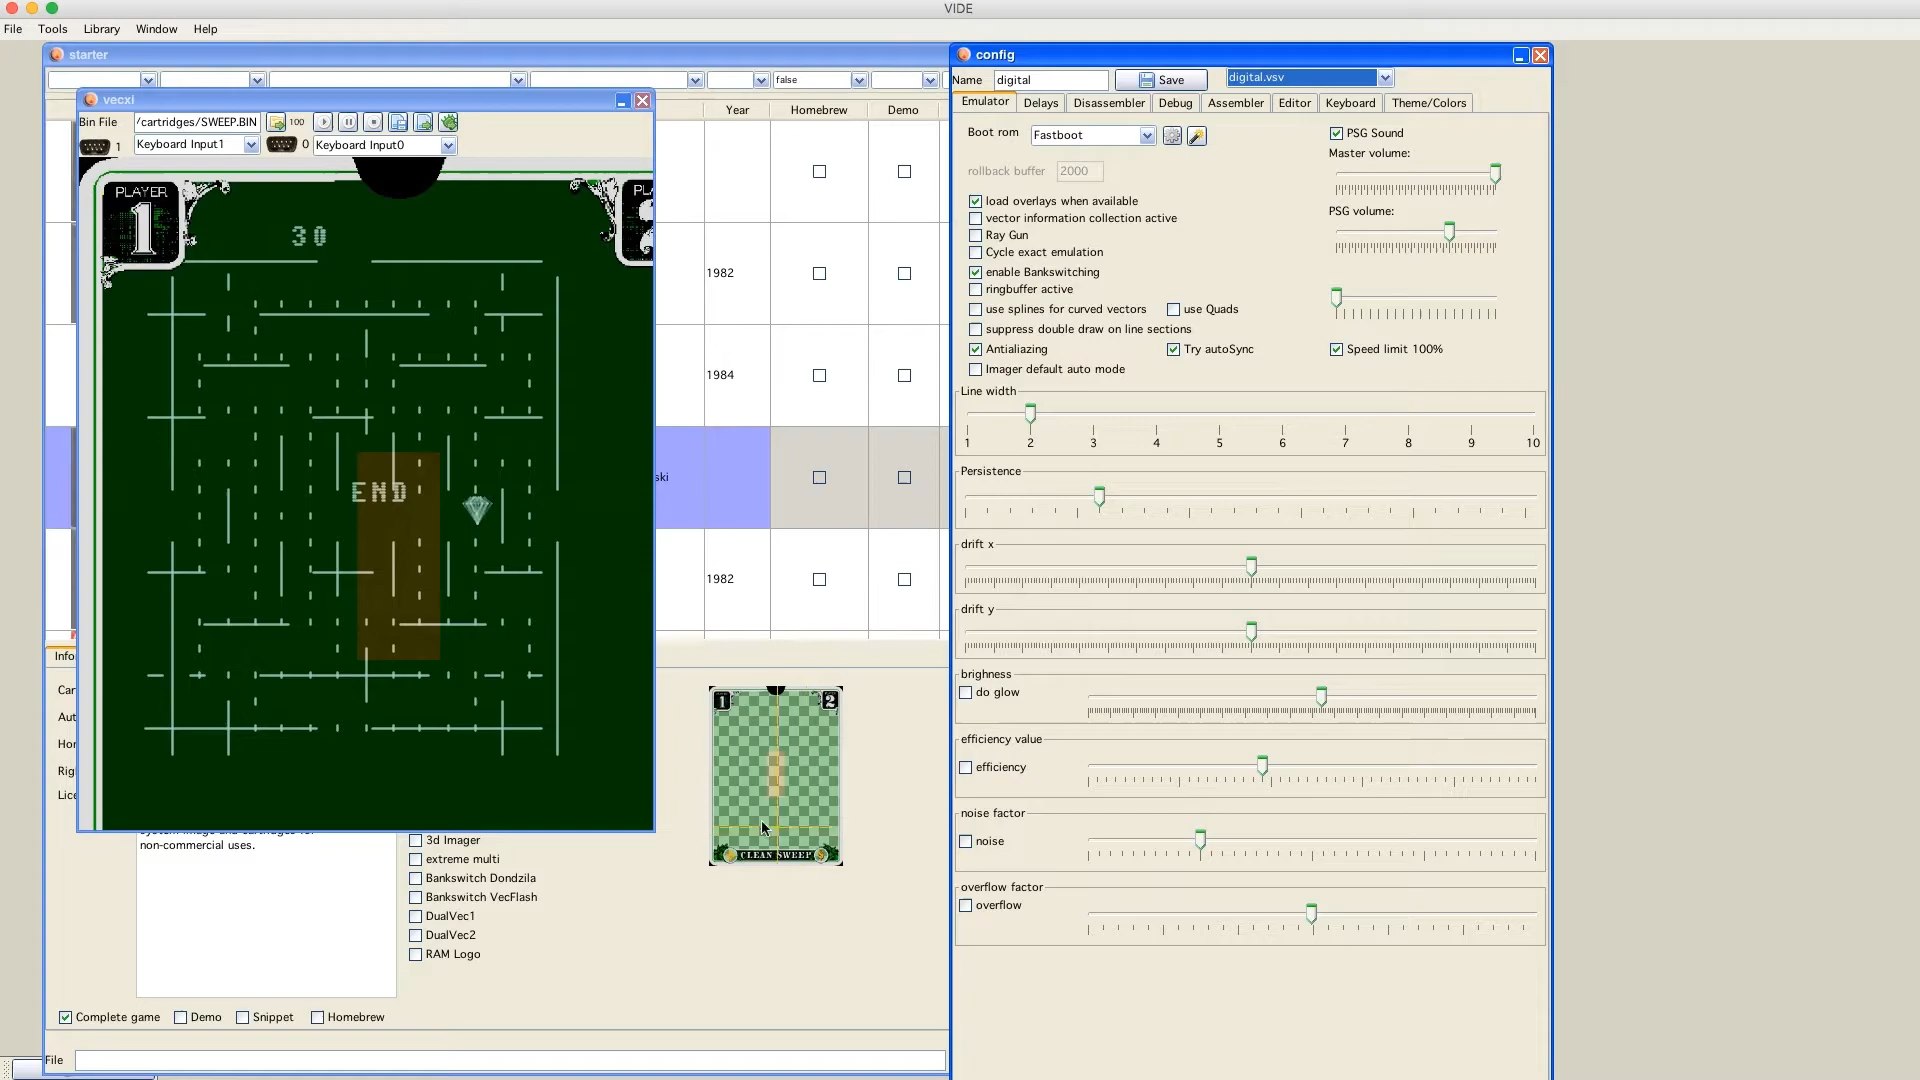 VIDE
File Tools Library Window Help
starter
false
Year Homebrew Demo
1982
1984
ski
1982
vecxi
Bin File /cartridges/SWEEP.BIN 100
1 Keyboard Input1 0 Keyboard Input0
PLAYER
1
30
END
PL
Info
Car
Aut
Hor
Rig
Lice
non-commercial uses.
3d Imager
extreme multi
Bankswitch Dondzila
Bankswitch VecFlash
DualVec1
DualVec2
RAM Logo
1 2
CLEAN SWEEP
Complete game Demo Snippet Homebrew
File
config
Name digital Save digital.vsv
Emulator Delays Disassembler Debug Assembler Editor Keyboard Theme/Colors
Boot rom Fastboot
rollback buffer 2000
load overlays when available
vector information collection active
Ray Gun
Cycle exact emulation
enable Bankswitching
ringbuffer active
use splines for curved vectors use Quads
suppress double draw on line sections
Antialiazing Try autoSync Speed limit 100%
Imager default auto mode
PSG Sound
Master volume:
PSG volume:
Line width
1 2 3 4 5 6 7 8 9 10
Persistence
drift x
drift y
brighness
do glow
efficiency value
efficiency
noise factor
noise
overflow factor
overflow